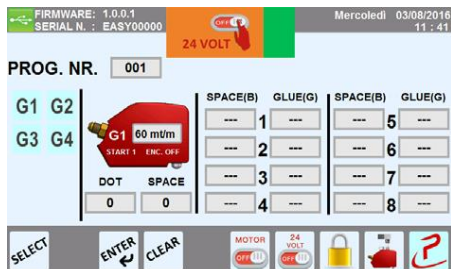 FIRMWARE: 1.0.0.1
SERIAL N. : EASY00000
OFF
24 VOLT
Mercoledì 03/08/2016
11 : 41
PROG. NR. 001
G1 G2
G3 G4
G1 60 mt/m
START 1 ENC. OFF
DOT SPACE
0 0
SPACE(B) GLUE(G) SPACE(B) GLUE(G)
--- 1 --- --- 5 ---
--- 2 --- --- 6 ---
--- 3 --- --- 7 ---
--- 4 --- --- 8 ---
SELECT
ENTER
CLEAR
MOTOR
OFF
24
VOLT
OFF